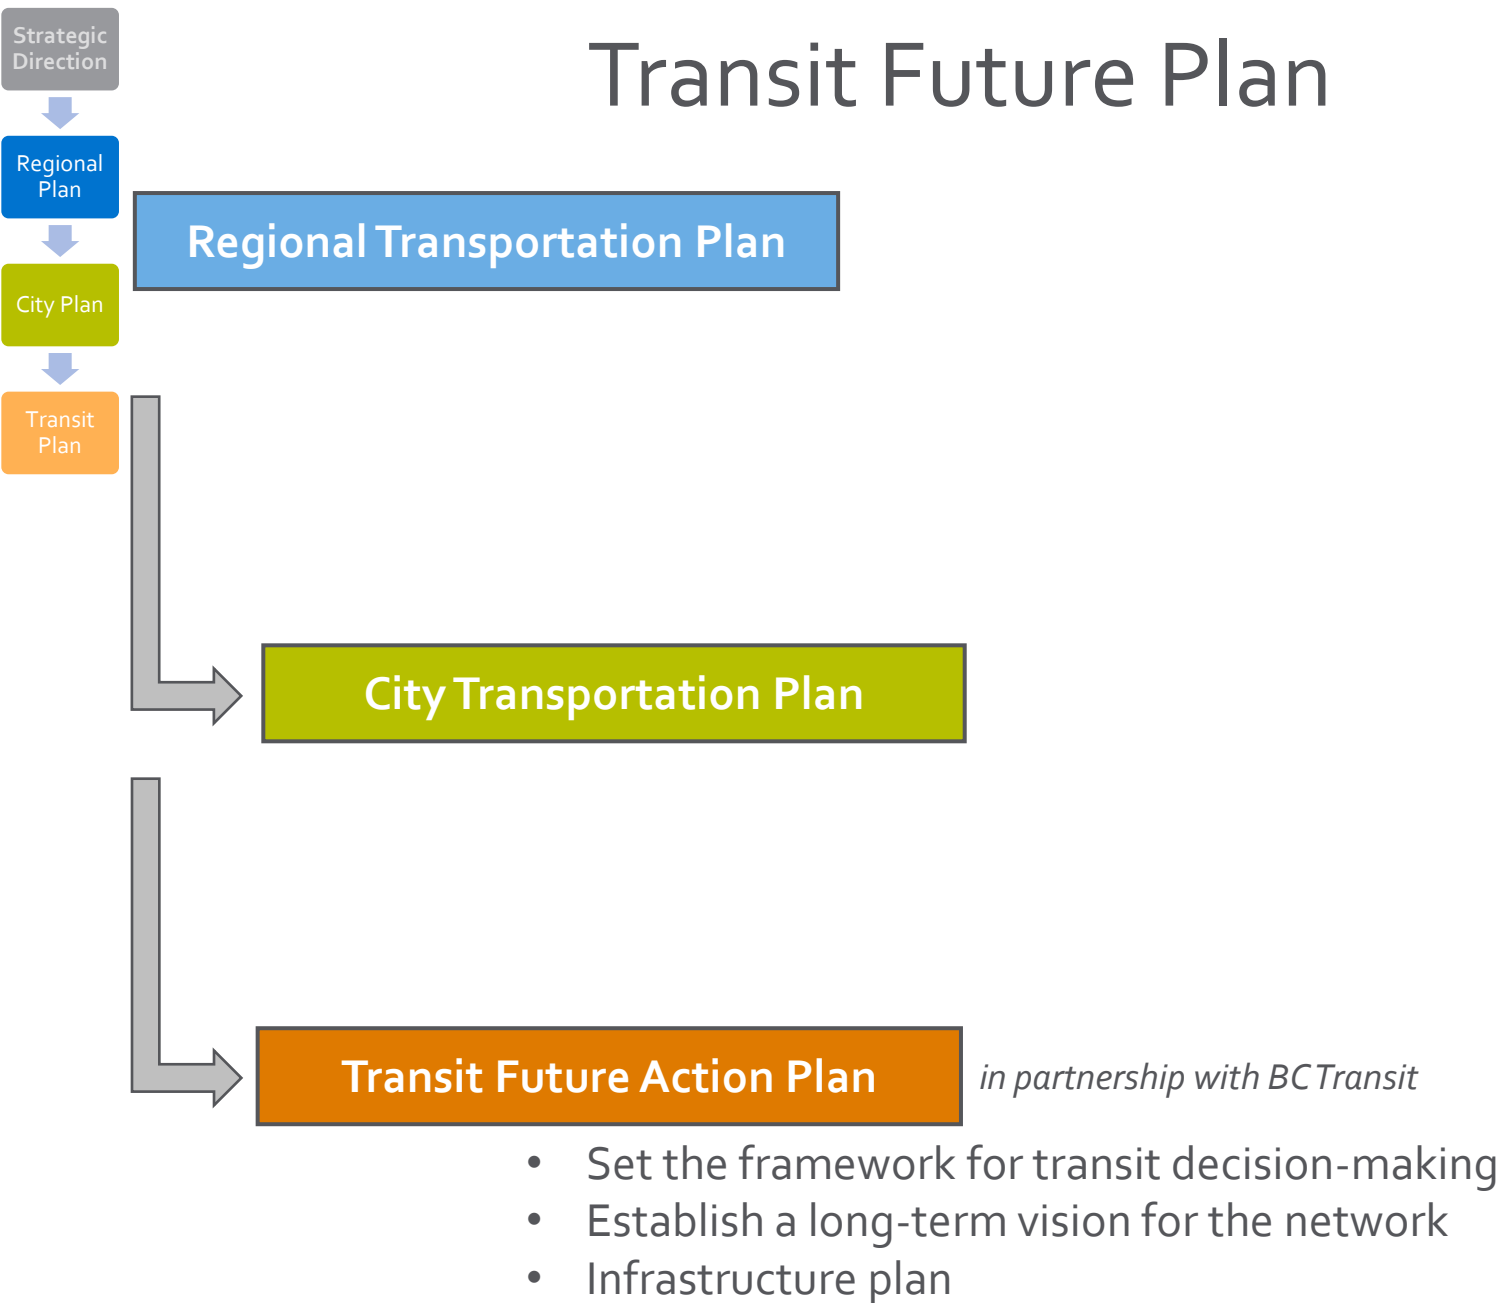 Transit Future Plan
Strategic
Direction
Regional
Plan
City Plan
Transit
Plan
Regional Transportation Plan
City Transportation Plan
Transit Future Action Plan
in partnership with BC Transit
• Set the framework for transit decision-making
• Establish a long-term vision for the network
• Infrastructure plan